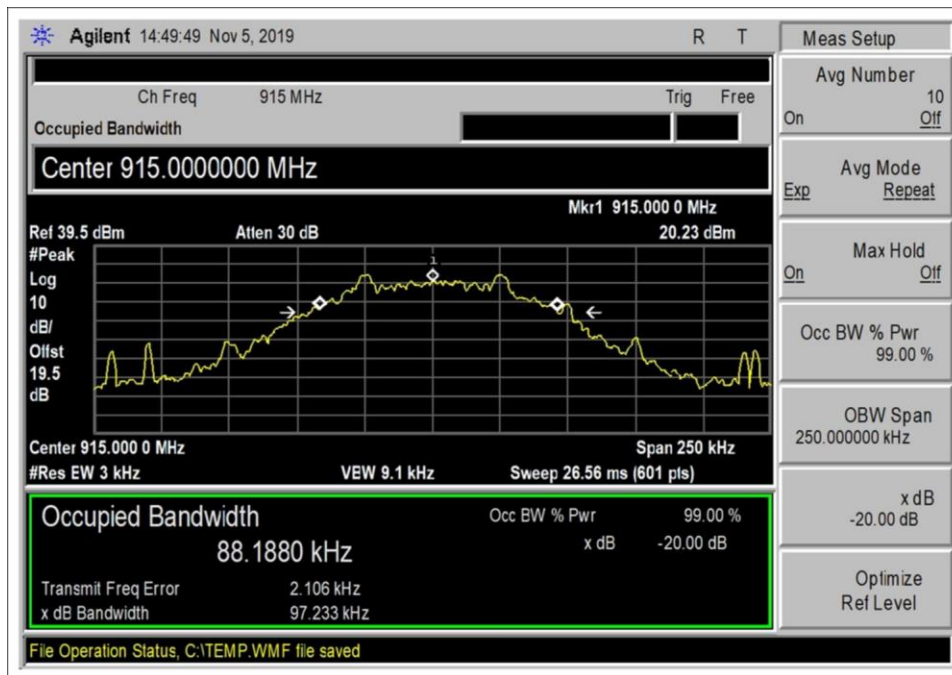 Agilent 14:49:49 Nov 5, 2019 R T
Ch Freq 915 MHz Trig Free
Occupied Bandwidth
Center 915.0000000 MHz
Mkr1 915.000 0 MHz
Ref 39.5 dBm Atten 30 dB 20.23 dBm
#Peak
Log
10
dB/
Offst
19.5
dB
1
Center 915.000 0 MHz Span 250 kHz
#Res EW 3 kHz VBW 9.1 kHz Sweep 26.56 ms (601 pts)
Occupied Bandwidth Occ BW % Pwr 99.00 %
88.1880 kHz x dB -20.00 dB
Transmit Freq Error 2.106 kHz
x dB Bandwidth 97.233 kHz
File Operation Status, C:\TEMP.WMF file saved
Meas Setup
Avg Number
10
On Off
Avg Mode
Exp Repeat
Max Hold
On Off
Occ BW % Pwr
99.00 %
OBW Span
250.000000 kHz
x dB
-20.00 dB
Optimize
Ref Level